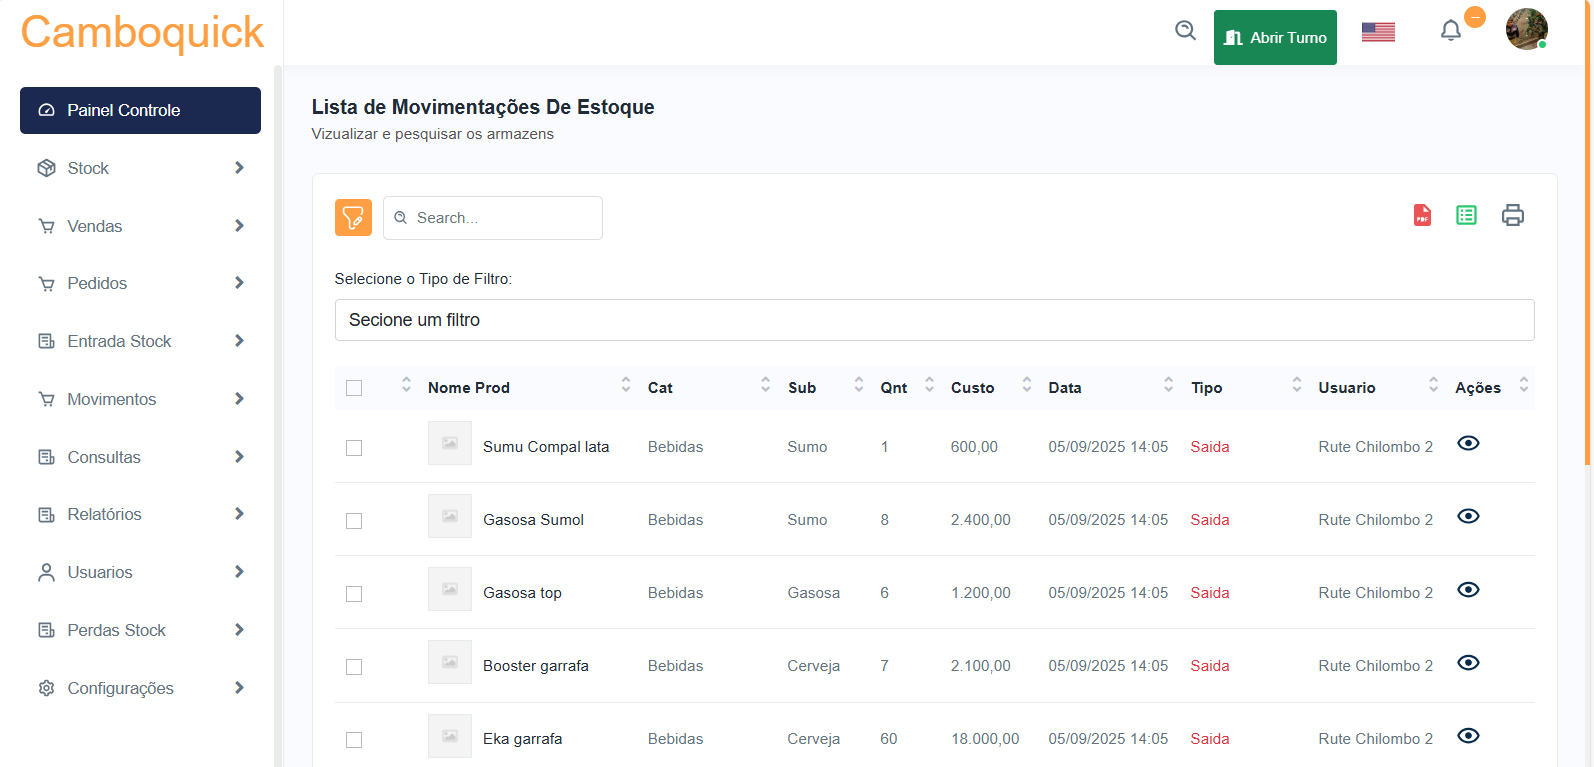 Camboquick
Abrir Turno
--
Painel Controle
Stock
Vendas
Pedidos
Entrada Stock
Movimentos
Consultas
Relatórios
Usuarios
Perdas Stock
Configurações
Lista de Movimentações De Estoque
Vizualizar e pesquisar os armazens
Search...
PDF
Selecione o Tipo de Filtro:
Secione um filtro
Nome Prod Cat Sub Qnt Custo Data Tipo Usuario Ações
Sumu Compal lata Bebidas Sumo 1 600,00 05/09/2025 14:05 Saida Rute Chilombo 2
Gasosa Sumol Bebidas Sumo 8 2.400,00 05/09/2025 14:05 Saida Rute Chilombo 2
Gasosa top Bebidas Gasosa 6 1.200,00 05/09/2025 14:05 Saida Rute Chilombo 2
Booster garrafa Bebidas Cerveja 7 2.100,00 05/09/2025 14:05 Saida Rute Chilombo 2
Eka garrafa Bebidas Cerveja 60 18.000,00 05/09/2025 14:05 Saida Rute Chilombo 2